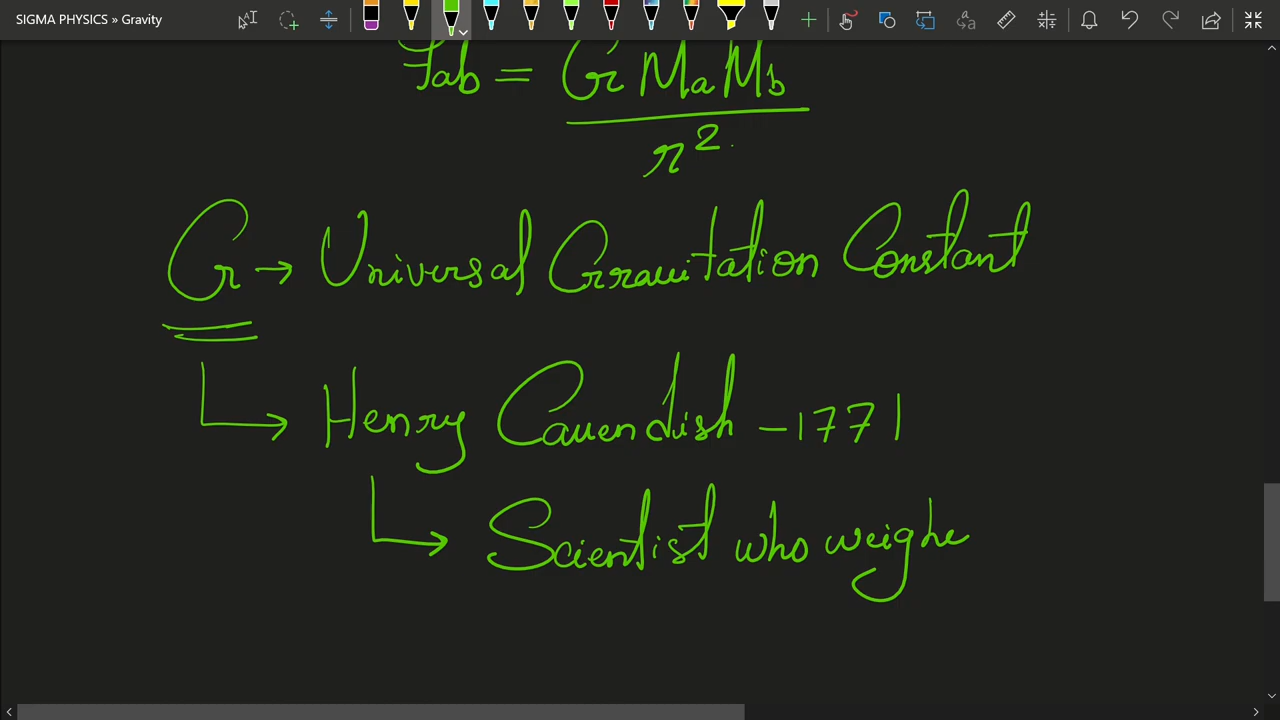 SIGMA PHYSICS » Gravity
Fab = G Ma Mb
r²
G → Universal Gravitation Constant
Henry Cavendish - 1771
Scientist who weighe